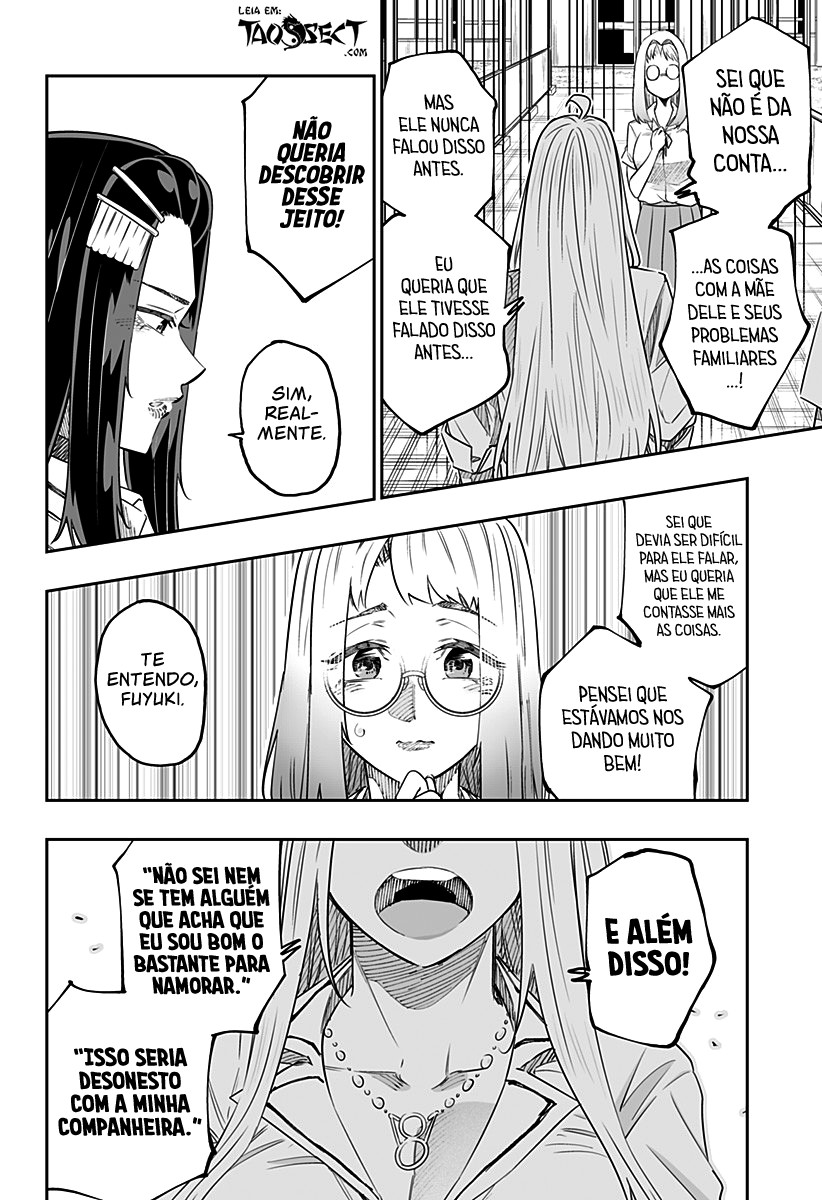 LEIA EM:
TAOSECT
.COM
SEI QUE
NÃO É DA
NOSSA
CONTA...
...AS COISAS
COM A MÃE
DELE E SEUS
PROBLEMAS
FAMILIARES
...!
MAS
ELE NUNCA
FALOU DISSO
ANTES.
EU
QUERIA QUE
ELE TIVESSE
FALADO DISSO
ANTES...
NÃO
QUERIA
DESCOBRIR
DESSE
JEITO!
SIM,
REAL-
MENTE.
SEI QUE
DEVIA SER DIFÍCIL
PARA ELE FALAR,
MAS EU QUERIA
QUE ELE ME
CONTASSE MAIS
AS COISAS.
PENSEI QUE
ESTÁVAMOS NOS
DANDO MUITO
BEM!
TE
ENTENDO,
FUYUKI.
E ALÉM
DISSO!
"NÃO SEI NEM
SE TEM ALGUÉM
QUE ACHA QUE
EU SOU BOM O
BASTANTE PARA
NAMORAR."
"ISSO SERIA
DESONESTO
COM A MINHA
COMPANHEIRA."